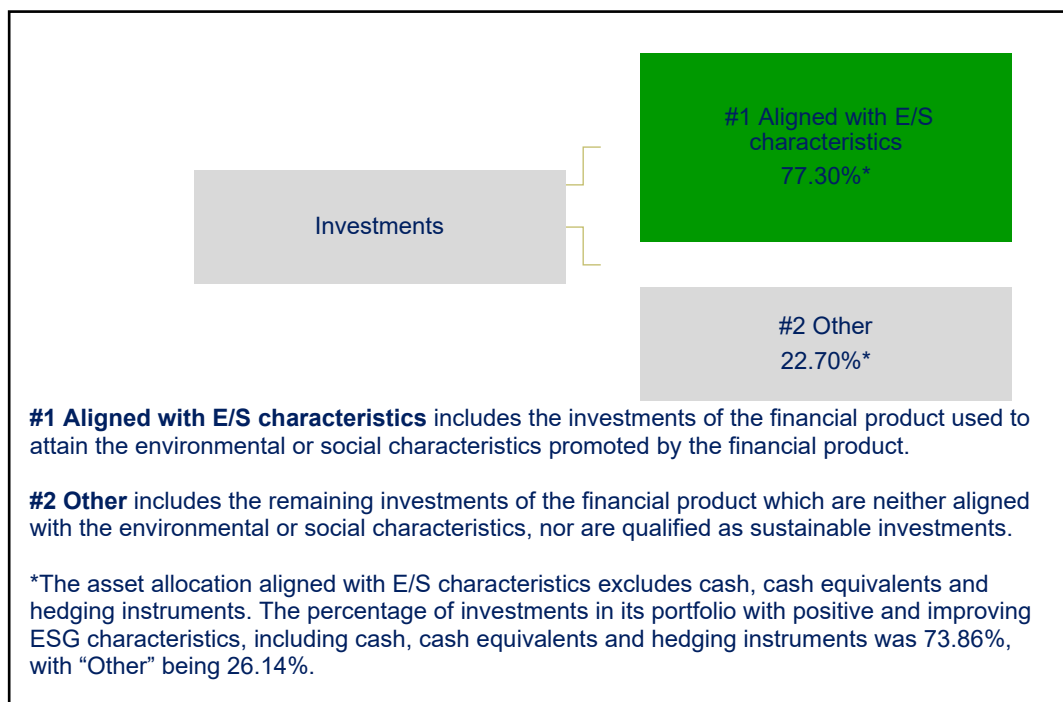 #1 Aligned with E/S
characteristics
77.30%*
Investments
#2 Other
22.70%*
#1 Aligned with E/S characteristics includes the investments of the financial product used to
attain the environmental or social characteristics promoted by the financial product.
#2 Other includes the remaining investments of the financial product which are neither aligned
with the environmental or social characteristics, nor are qualified as sustainable investments.
*The asset allocation aligned with E/S characteristics excludes cash, cash equivalents and
hedging instruments. The percentage of investments in its portfolio with positive and improving
ESG characteristics, including cash, cash equivalents and hedging instruments was 73.86%,
with “Other” being 26.14%.